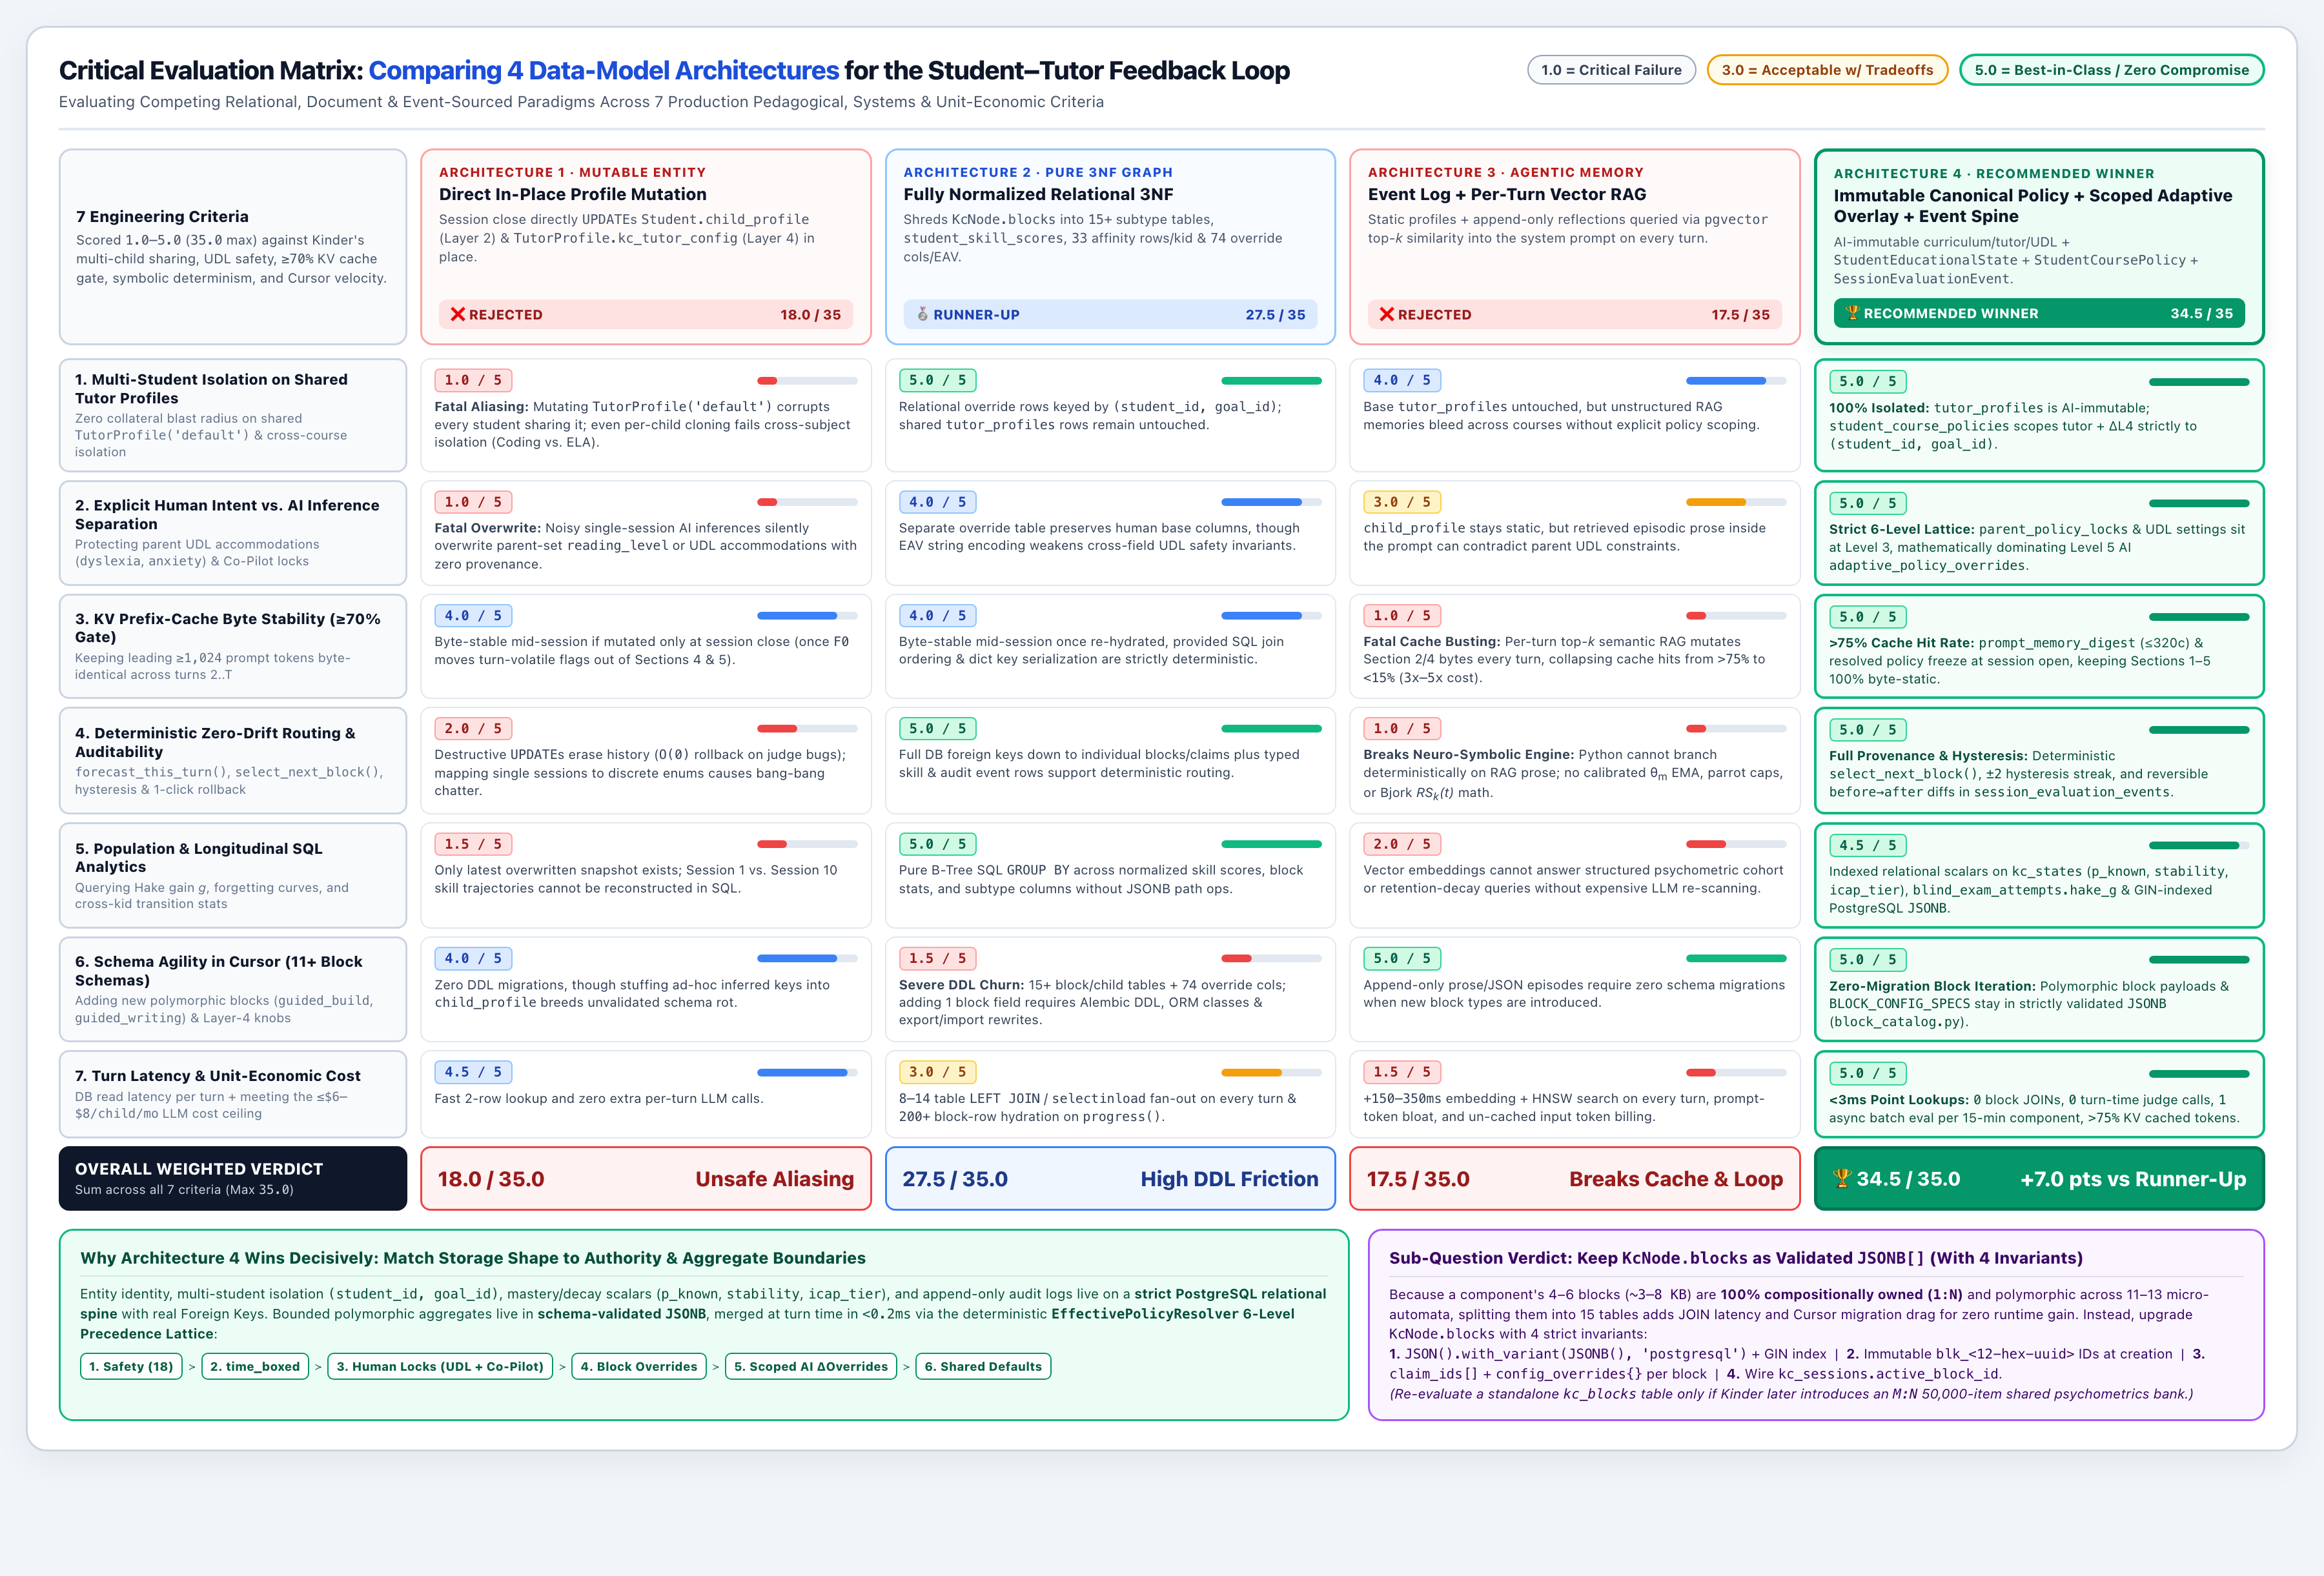 Critical Evaluation Matrix: Comparing 4 Data-Model Architectures for the Student–Tutor Feedback Loop
Evaluating Competing Relational, Document & Event-Sourced Paradigms Across 7 Production Pedagogical, Systems & Unit-Economic Criteria
1.0 = Critical Failure
3.0 = Acceptable w/ Tradeoffs
5.0 = Best-in-Class / Zero Compromise
7 Engineering Criteria
Scored 1.0–5.0 (35.0 max) against Kinder's
multi-child sharing, UDL safety, ≥70% KV cache
gate, symbolic determinism, and Cursor velocity.
ARCHITECTURE 1 · MUTABLE ENTITY
Direct In-Place Profile Mutation
Session close directly UPDATEs Student.child_profile
(Layer 2) & TutorProfile.kc_tutor_config (Layer 4) in
place.
❌ REJECTED 18.0 / 35
ARCHITECTURE 2 · PURE 3NF GRAPH
Fully Normalized Relational 3NF
Shreds KcNode.blocks into 15+ subtype tables,
student_skill_scores, 33 affinity rows/kid & 74 override
cols/EAV.
🥈 RUNNER-UP 27.5 / 35
ARCHITECTURE 3 · AGENTIC MEMORY
Event Log + Per-Turn Vector RAG
Static profiles + append-only reflections queried via pgvector
top-k similarity into the system prompt on every turn.
❌ REJECTED 17.5 / 35
ARCHITECTURE 4 · RECOMMENDED WINNER
Immutable Canonical Policy + Scoped Adaptive
Overlay + Event Spine
AI-immutable curriculum/tutor/UDL +
StudentEducationalState + StudentCoursePolicy +
SessionEvaluationEvent.
🏆 RECOMMENDED WINNER 34.5 / 35
1. Multi-Student Isolation on Shared
Tutor Profiles
Zero collateral blast radius on shared
TutorProfile('default') & cross-course
isolation
1.0 / 5
Fatal Aliasing: Mutating TutorProfile('default') corrupts
every student sharing it; even per-child cloning fails cross-subject
isolation (Coding vs. ELA).
5.0 / 5
Relational override rows keyed by (student_id, goal_id);
shared tutor_profiles rows remain untouched.
4.0 / 5
Base tutor_profiles untouched, but unstructured RAG
memories bleed across courses without explicit policy scoping.
5.0 / 5
100% Isolated: tutor_profiles is AI-immutable;
student_course_policies scopes tutor + ΔL4 strictly to
(student_id, goal_id).
2. Explicit Human Intent vs. AI Inference
Separation
Protecting parent UDL accommodations
(dyslexia, anxiety) & Co-Pilot locks
1.0 / 5
Fatal Overwrite: Noisy single-session AI inferences silently
overwrite parent-set reading_level or UDL accommodations with
zero provenance.
4.0 / 5
Separate override table preserves human base columns, though
EAV string encoding weakens cross-field UDL safety invariants.
3.0 / 5
child_profile stays static, but retrieved episodic prose inside
the prompt can contradict parent UDL constraints.
5.0 / 5
Strict 6-Level Lattice: parent_policy_locks & UDL settings sit
at Level 3, mathematically dominating Level 5 AI
adaptive_policy_overrides.
3. KV Prefix-Cache Byte Stability (≥70%
Gate)
Keeping leading ≥1,024 prompt tokens byte-
identical across turns 2..T
4.0 / 5
Byte-stable mid-session if mutated only at session close (once F0
moves turn-volatile flags out of Sections 4 & 5).
4.0 / 5
Byte-stable mid-session once re-hydrated, provided SQL join
ordering & dict key serialization are strictly deterministic.
1.0 / 5
Fatal Cache Busting: Per-turn top-k semantic RAG mutates
Section 2/4 bytes every turn, collapsing cache hits from >75% to
<15% (3x–5x cost).
5.0 / 5
>75% Cache Hit Rate: prompt_memory_digest (≤320c) &
resolved policy freeze at session open, keeping Sections 1–5
100% byte-static.
4. Deterministic Zero-Drift Routing &
Auditability
forecast_this_turn(), select_next_block(),
hysteresis & 1-click rollback
2.0 / 5
Destructive UPDATEs erase history (O(0) rollback on judge bugs);
mapping single sessions to discrete enums causes bang-bang
chatter.
5.0 / 5
Full DB foreign keys down to individual blocks/claims plus typed
skill & audit event rows support deterministic routing.
1.0 / 5
Breaks Neuro-Symbolic Engine: Python cannot branch
deterministically on RAG prose; no calibrated θm EMA, parrot caps,
or Bjork RSk(t) math.
5.0 / 5
Full Provenance & Hysteresis: Deterministic
select_next_block(), ±2 hysteresis streak, and reversible
before→after diffs in session_evaluation_events.
5. Population & Longitudinal SQL
Analytics
Querying Hake gain g, forgetting curves, and
cross-kid transition stats
1.5 / 5
Only latest overwritten snapshot exists; Session 1 vs. Session 10
skill trajectories cannot be reconstructed in SQL.
5.0 / 5
Pure B-Tree SQL GROUP BY across normalized skill scores, block
stats, and subtype columns without JSONB path ops.
2.0 / 5
Vector embeddings cannot answer structured psychometric cohort
or retention-decay queries without expensive LLM re-scanning.
4.5 / 5
Indexed relational scalars on kc_states (p_known, stability,
icap_tier), blind_exam_attempts.hake_g & GIN-indexed
PostgreSQL JSONB.
6. Schema Agility in Cursor (11+ Block
Schemas)
Adding new polymorphic blocks (guided_build,
guided_writing) & Layer-4 knobs
4.0 / 5
Zero DDL migrations, though stuffing ad-hoc inferred keys into
child_profile breeds unvalidated schema rot.
1.5 / 5
Severe DDL Churn: 15+ block/child tables + 74 override cols;
adding 1 block field requires Alembic DDL, ORM classes &
export/import rewrites.
5.0 / 5
Append-only prose/JSON episodes require zero schema migrations
when new block types are introduced.
5.0 / 5
Zero-Migration Block Iteration: Polymorphic block payloads &
BLOCK_CONFIG_SPECS stay in strictly validated JSONB
(block_catalog.py).
7. Turn Latency & Unit-Economic Cost
DB read latency per turn + meeting the ≤$6–
$8/child/mo LLM cost ceiling
4.5 / 5
Fast 2-row lookup and zero extra per-turn LLM calls.
3.0 / 5
8–14 table LEFT JOIN / selectinload fan-out on every turn &
200+ block-row hydration on progress().
1.5 / 5
+150–350ms embedding + HNSW search on every turn, prompt-
token bloat, and un-cached input token billing.
5.0 / 5
<3ms Point Lookups: 0 block JOINs, 0 turn-time judge calls, 1
async batch eval per 15-min component, >75% KV cached tokens.
OVERALL WEIGHTED VERDICT
Sum across all 7 criteria (Max 35.0)
18.0 / 35.0 Unsafe Aliasing
27.5 / 35.0 High DDL Friction
17.5 / 35.0 Breaks Cache & Loop
🏆 34.5 / 35.0 +7.0 pts vs Runner-Up
Why Architecture 4 Wins Decisively: Match Storage Shape to Authority & Aggregate Boundaries
Entity identity, multi-student isolation (student_id, goal_id), mastery/decay scalars (p_known, stability, icap_tier), and append-only audit logs live on a strict PostgreSQL relational
spine with real Foreign Keys. Bounded polymorphic aggregates live in schema-validated JSONB, merged at turn time in <0.2ms via the deterministic EffectivePolicyResolver 6-Level
Precedence Lattice:
1. Safety (18) > 2. time_boxed > 3. Human Locks (UDL + Co-Pilot) > 4. Block Overrides > 5. Scoped AI ΔOverrides > 6. Shared Defaults
Sub-Question Verdict: Keep KcNode.blocks as Validated JSONB[] (With 4 Invariants)
Because a component's 4–6 blocks (~3–8 KB) are 100% compositionally owned (1:N) and polymorphic across 11–13 micro-
automata, splitting them into 15 tables adds JOIN latency and Cursor migration drag for zero runtime gain. Instead, upgrade
KcNode.blocks with 4 strict invariants:
1. JSON().with_variant(JSONB(), 'postgresql') + GIN index | 2. Immutable blk_<12-hex-uuid> IDs at creation | 3.
claim_ids[] + config_overrides{} per block | 4. Wire kc_sessions.active_block_id.
(Re-evaluate a standalone kc_blocks table only if Kinder later introduces an M:N 50,000-item shared psychometrics bank.)